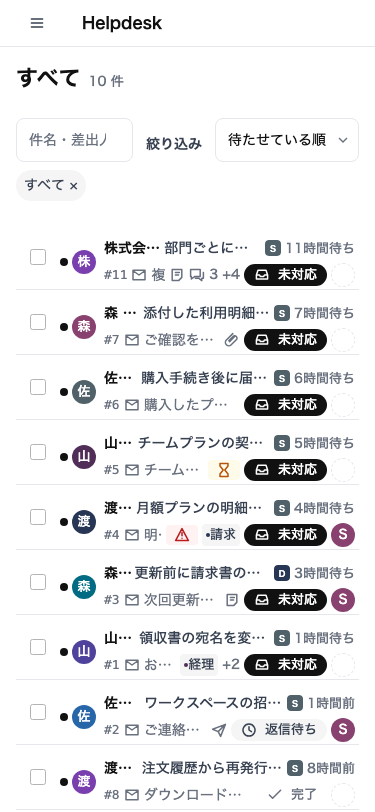 Helpdesk
すべて 10 件
件名・差出人 絞り込み 待たせている順
すべて ×
株 株式会… 部門ごとに… S 11時間待ち
#11 複 3 +4 未対応
森 森 … 添付した利用明細… S 7時間待ち
#7 ご確認を… 未対応
佐 佐… 購入手続き後に届… S 6時間待ち
#6 購入したプ… 未対応
山 山… チームプランの契… S 5時間待ち
#5 チーム… 未対応
渡 渡… 月額プランの明細… S 4時間待ち
#4 明· •請求 未対応 S
森 森… 更新前に請求書の… D 3時間待ち
#3 次回更新… 未対応 S
山 山… 領収書の宛名を変… S 1時間待ち
#1 お… •経理 +2 未対応
佐 佐… ワークスペースの招… S 1時間前
#2 ご連絡… 返信待ち S
渡 渡… 注文履歴から再発行… S 8時間前
#8 ダウンロード… 完了